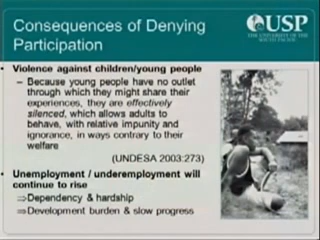 Consequences of Denying
Participation
USP
THE UNIVERSITY OF THE
SOUTH PACIFIC
• Violence against children/young people
– Because young people have no outlet
through which they might share their
experiences, they are effectively
silenced, which allows adults to
behave, with relative impunity and
ignorance, in ways contrary to their
welfare
(UNDESA 2003:273)
• Unemployment / underemployment will
continue to rise
⇒Dependency & hardship
⇒Development burden & slow progress